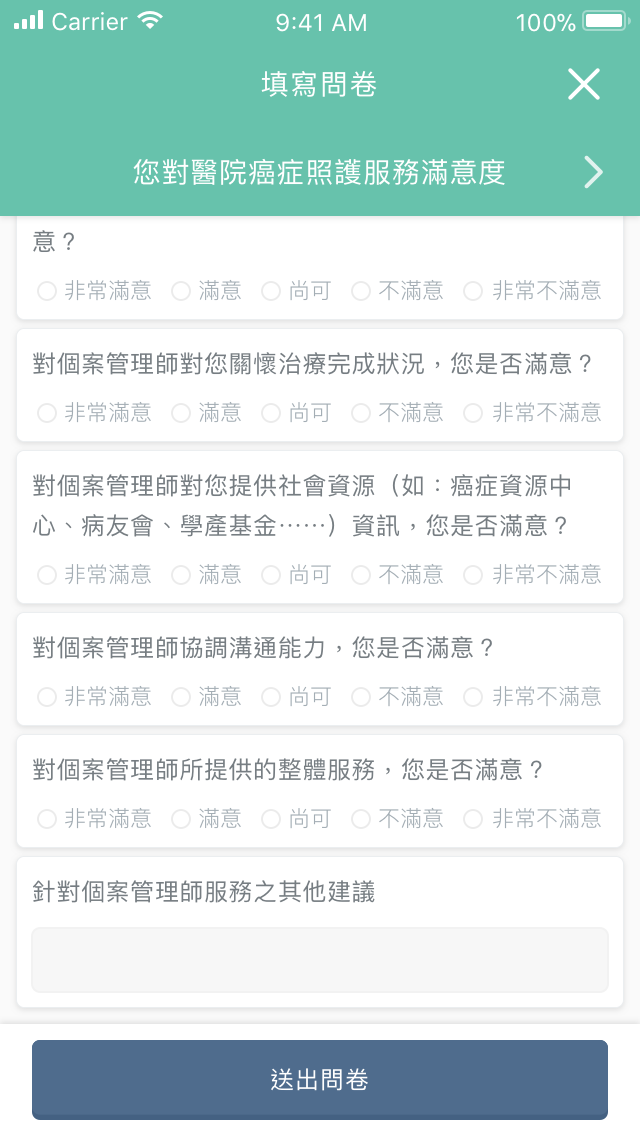 Carrier 9:41 AM 100%
填寫問卷
您對醫院癌症照護服務滿意度
意？
非常滿意 滿意 尚可 不滿意 非常不滿意
對個案管理師對您關懷治療完成狀況，您是否滿意？
非常滿意 滿意 尚可 不滿意 非常不滿意
對個案管理師對您提供社會資源（如：癌症資源中
心、病友會、學產基金⋯⋯）資訊，您是否滿意？
非常滿意 滿意 尚可 不滿意 非常不滿意
對個案管理師協調溝通能力，您是否滿意？
非常滿意 滿意 尚可 不滿意 非常不滿意
對個案管理師所提供的整體服務，您是否滿意？
非常滿意 滿意 尚可 不滿意 非常不滿意
針對個案管理師服務之其他建議
送出問卷